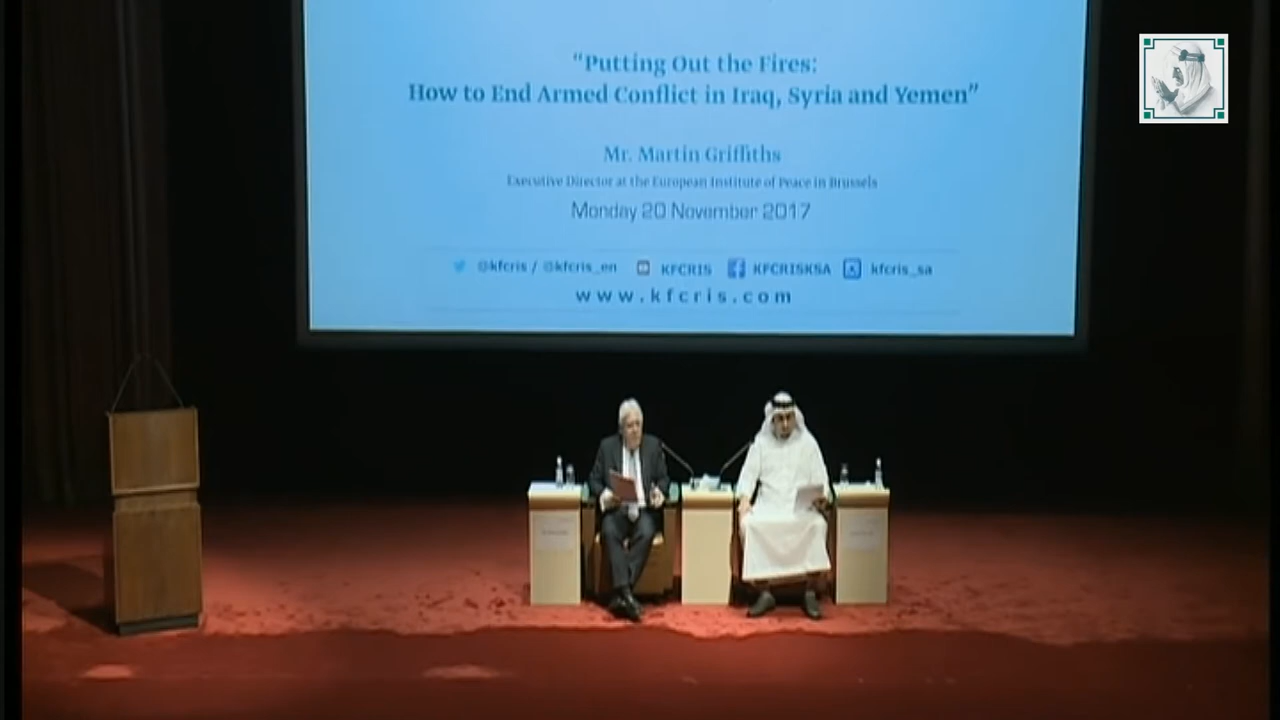 “Putting Out the Fires:
How to End Armed Conflict in Iraq, Syria and Yemen”
Mr. Martin Griffiths
Executive Director at the European Institute of Peace in Brussels
Monday 20 November 2017
@kfcris / @kfcris_en KFCRIS KFCRISKSA kfcris_sa
www.kfcris.com